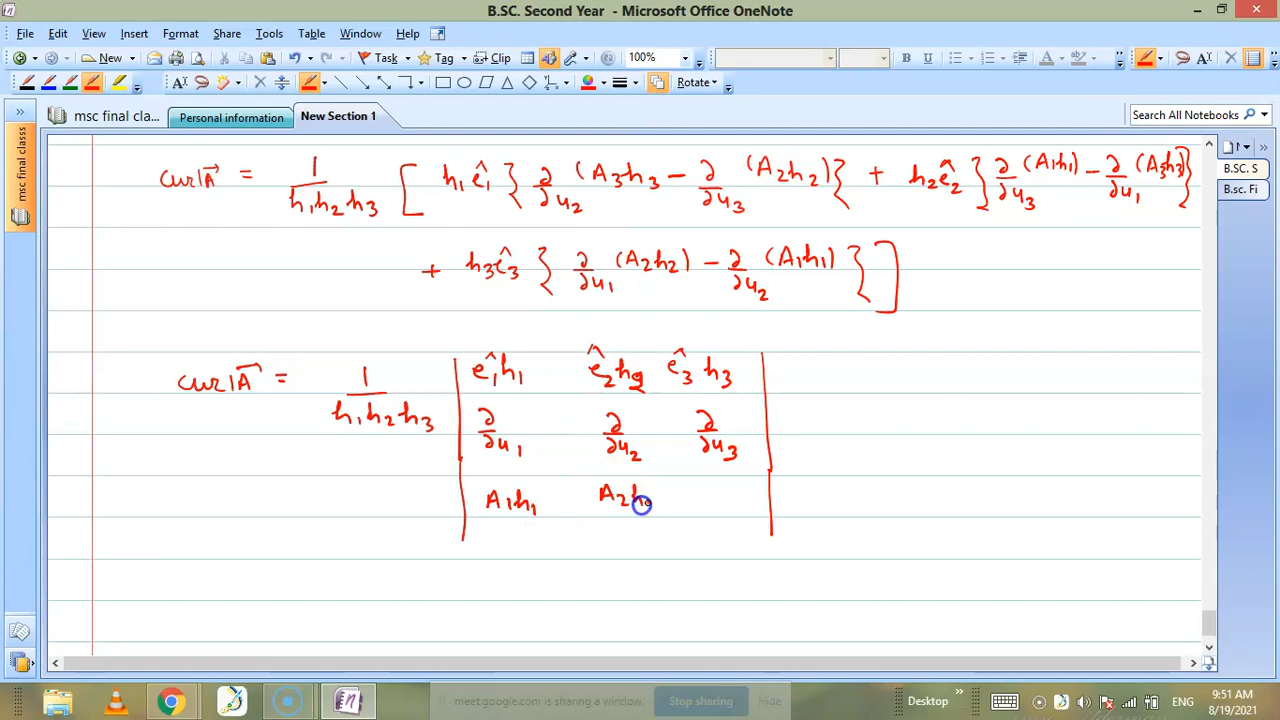 B.SC. Second Year - Microsoft Office OneNote
File Edit View Insert Format Share Tools Table Window Help
New Task Tag Clip 100% B I U A
Rotate
msc final cla... Personal information New Section 1 Search All Notebooks
msc final classs
B.SC. S
B.sc. Fi
curl A⃗ = 1/(h₁h₂h₃) [ h₁ê₁ { ∂/∂u₂ (A₃h₃ − ∂/∂u₃ (A₂h₂) } + h₂ê₂ { ∂/∂u₃ (A₁h₁) − ∂/∂u₁ (A₃h₃) }
+ h₃ê₃ { ∂/∂u₁ (A₂h₂) − ∂/∂u₂ (A₁h₁) } ]
curl A⃗ = 1/(h₁h₂h₃) | ê₁h₁ ê₂h₂ ê₃h₃ |
| ∂/∂u₁ ∂/∂u₂ ∂/∂u₃ |
| A₁h₁ A₂h |
meet.google.com is sharing a window. Stop sharing Hide
Desktop » ENG 9:51 AM
8/19/2021